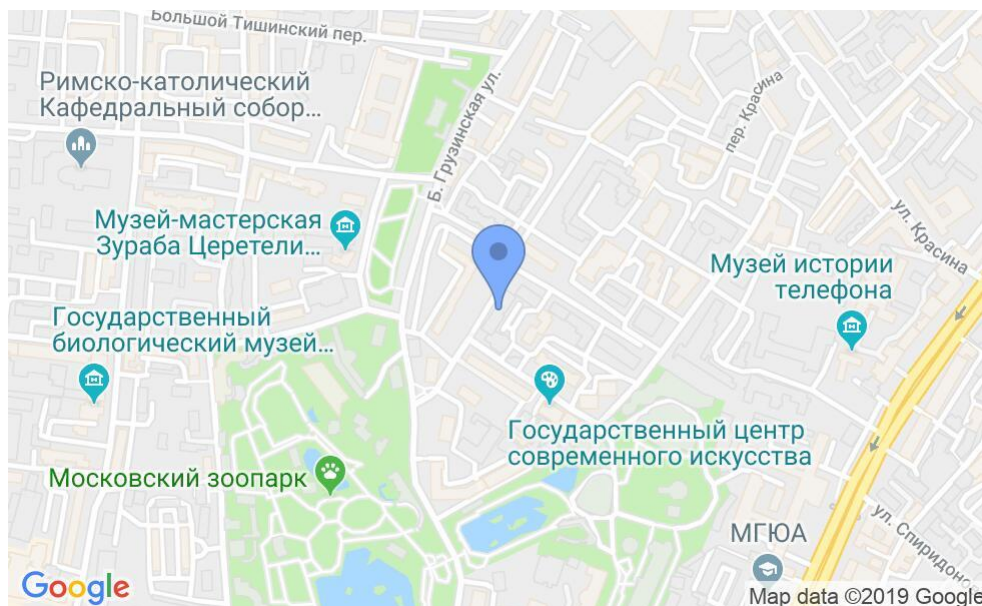 Большой Тишинский пер.
Римско-католический
Кафедральный собор...
Б. Грузинская ул.
пер. Красина
ул. Красина
Музей-мастерская
Зураба Церетели...
Музей истории
телефона
Государственный
биологический музей...
Государственный центр
современного искусства
Московский зоопарк
МГЮА
ул. Спиридоно
Google
Map data ©2019 Google